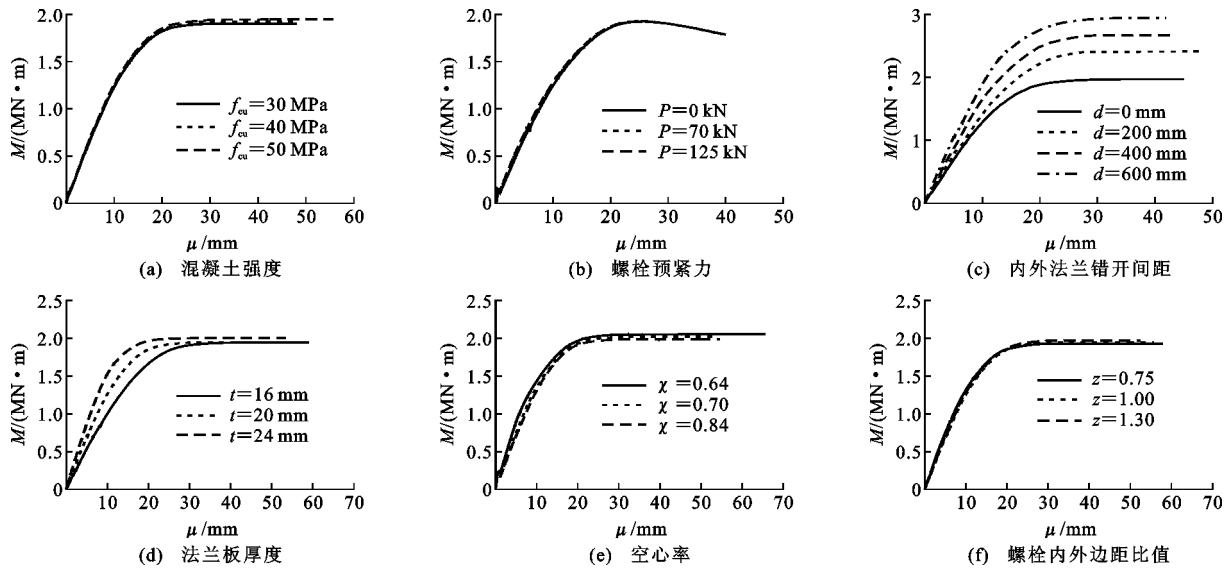 2.0
1.5
1.0
0.5
0
M/(MN·m)
f_cu=30 MPa
f_cu=40 MPa
f_cu=50 MPa
10 20 30 40 50 60
μ/mm
(a) 混凝土强度
2.0
1.5
1.0
0.5
0
M/(MN·m)
P=0 kN
P=70 kN
P=125 kN
10 20 30 40 50
μ/mm
(b) 螺栓预紧力
3
2
1
0
M/(MN·m)
d=0 mm
d=200 mm
d=400 mm
d=600 mm
10 20 30 40 50
μ/mm
(c) 内外法兰错开间距
2.5
2.0
1.5
1.0
0.5
0
M/(MN·m)
t=16 mm
t=20 mm
t=24 mm
10 20 30 40 50 60 70
μ/mm
(d) 法兰板厚度
2.5
2.0
1.5
1.0
0.5
0
M/(MN·m)
χ=0.64
χ=0.70
χ=0.84
10 20 30 40 50 60 70
μ/mm
(e) 空心率
2.5
2.0
1.5
1.0
0.5
0
M/(MN·m)
z=0.75
z=1.00
z=1.30
10 20 30 40 50 60 70
μ/mm
(f) 螺栓内外边距比值